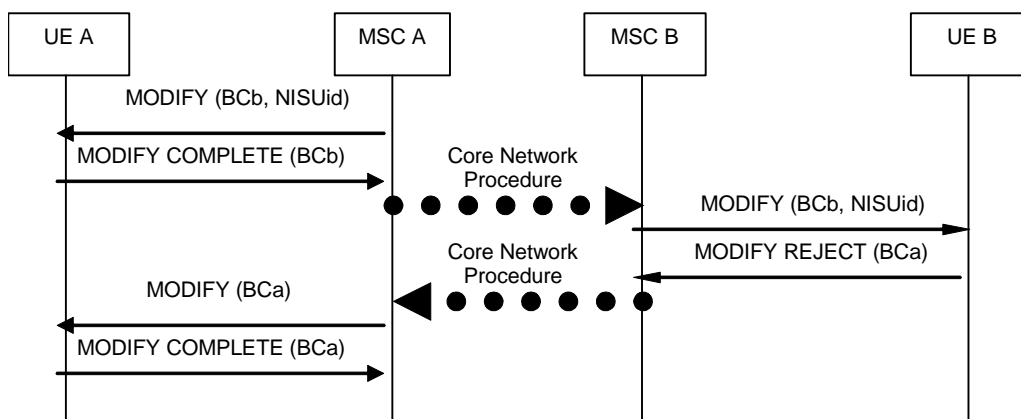 UE A
MSC A
MSC B
UE B
MODIFY (BCb, NISUid)
MODIFY COMPLETE (BCb)
Core Network
Procedure
MODIFY (BCb, NISUid)
MODIFY REJECT (BCa)
Core Network
Procedure
MODIFY (BCa)
MODIFY COMPLETE (BCa)